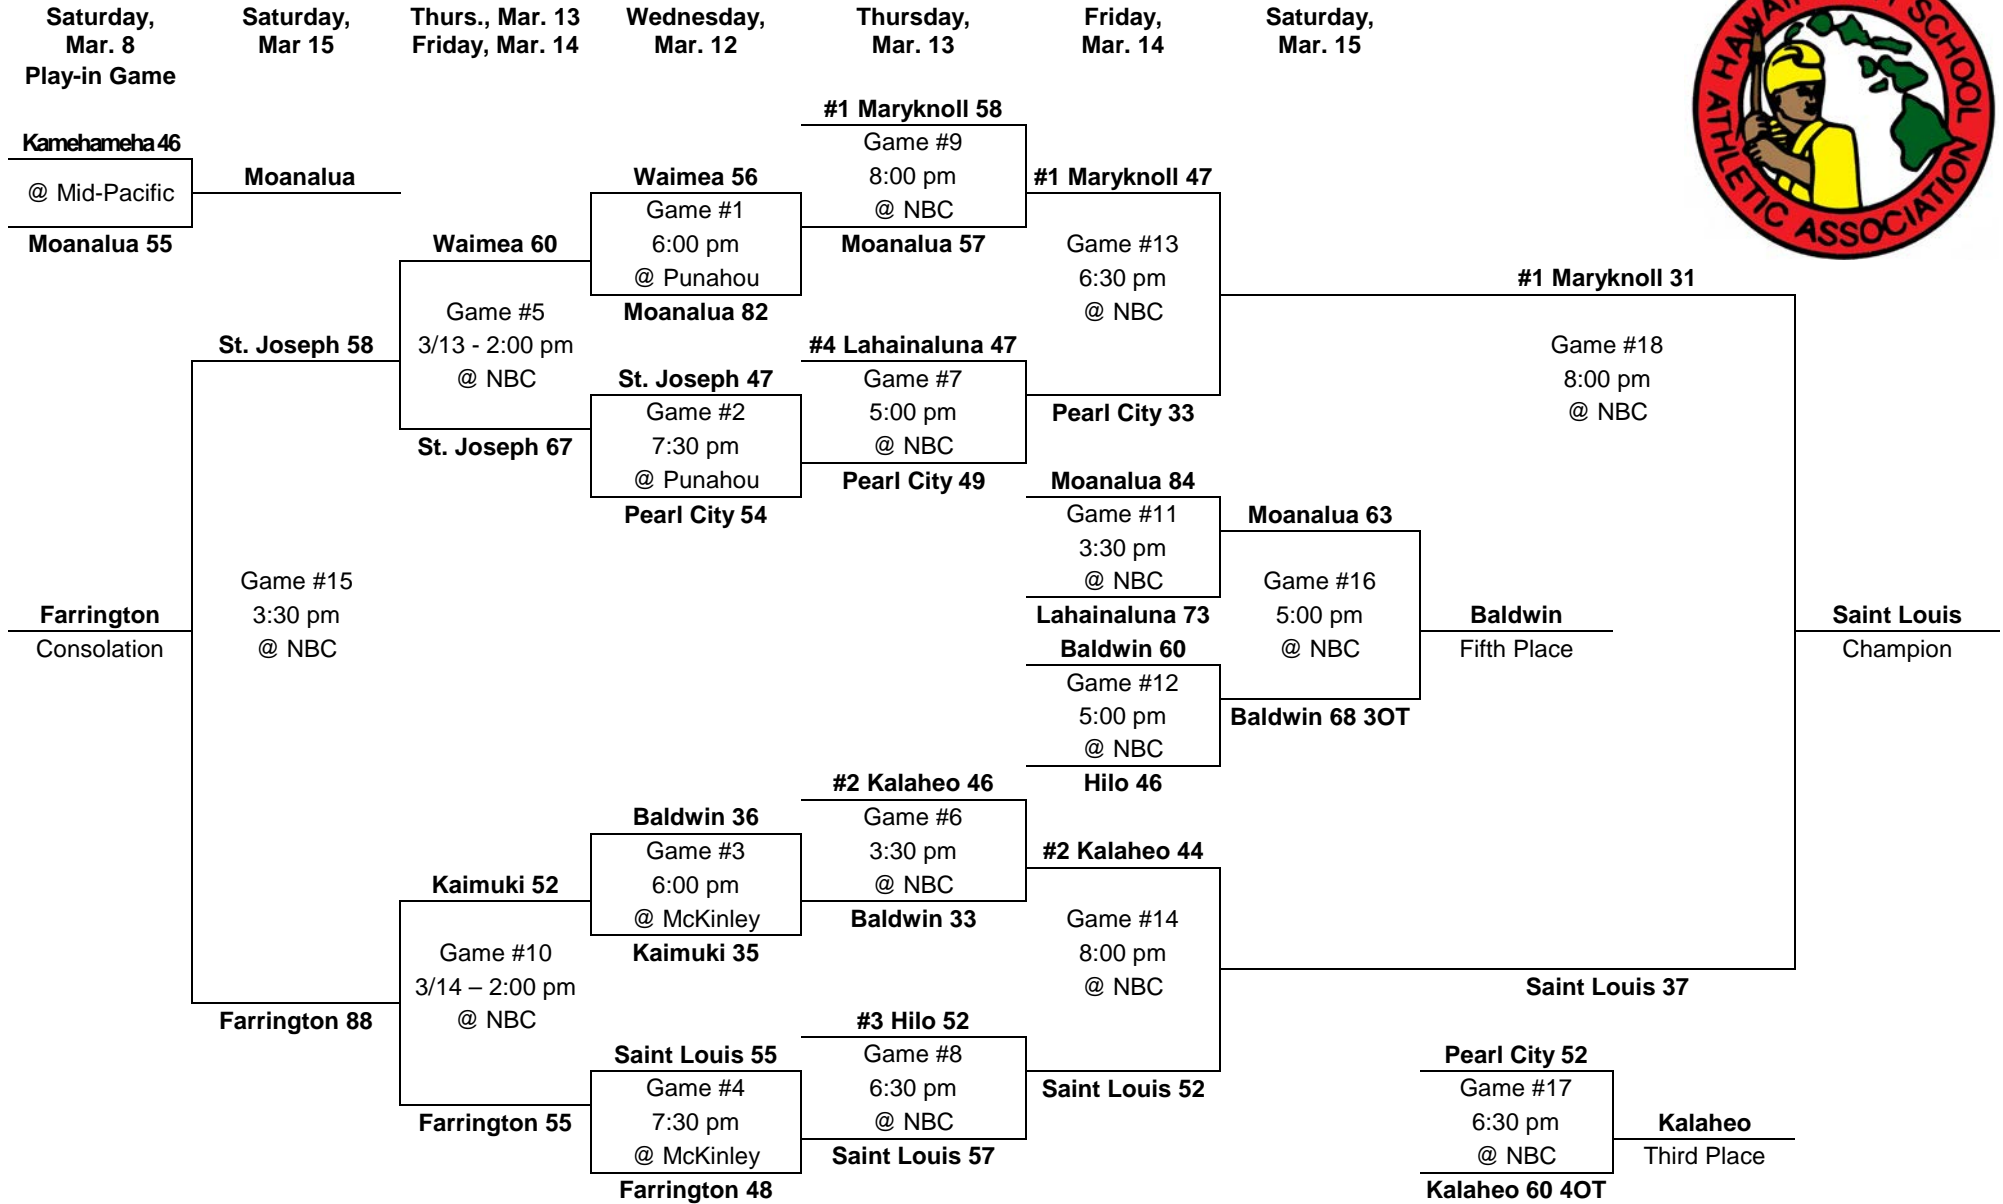 Saturday,
Mar. 8
Play-in Game
Saturday,
Mar 15
Thurs., Mar. 13
Friday, Mar. 14
Wednesday,
Mar. 12
Thursday,
Mar. 13
Friday,
Mar. 14
Saturday,
Mar. 15
Kamehameha 46
@ Mid-Pacific
Moanalua 55
Farrington
Consolation
Moanalua
St. Joseph 58
Game #15
3:30 pm
@ NBC
Farrington 88
Waimea 60
Game #5
3/13 - 2:00 pm
@ NBC
St. Joseph 67
Kaimuki 52
Game #10
3/14 – 2:00 pm
@ NBC
Farrington 55
Waimea 56
Game #1
6:00 pm
@ Punahou
Moanalua 82
St. Joseph 47
Game #2
7:30 pm
@ Punahou
Pearl City 54
Baldwin 36
Game #3
6:00 pm
@ McKinley
Kaimuki 35
Saint Louis 55
Game #4
7:30 pm
@ McKinley
Farrington 48
#1 Maryknoll 58
Game #9
8:00 pm
@ NBC
Moanalua 57
#4 Lahainaluna 47
Game #7
5:00 pm
@ NBC
Pearl City 49
#2 Kalaheo 46
Game #6
3:30 pm
@ NBC
Baldwin 33
#3 Hilo 52
Game #8
6:30 pm
@ NBC
Saint Louis 57
#1 Maryknoll 47
Game #13
6:30 pm
@ NBC
Pearl City 33
Moanalua 84
Game #11
3:30 pm
@ NBC
Lahainaluna 73
Baldwin 60
Game #12
5:00 pm
@ NBC
Hilo 46
#2 Kalaheo 44
Game #14
8:00 pm
@ NBC
Saint Louis 52
Moanalua 63
Game #16
5:00 pm
@ NBC
Baldwin 68 3OT
Baldwin
Fifth Place
#1 Maryknoll 31
Game #18
8:00 pm
@ NBC
Saint Louis 37
Pearl City 52
Game #17
6:30 pm
@ NBC
Kalaheo 60 4OT
Kalaheo
Third Place
Saint Louis
Champion
SCHOOL
ATHLETIC ASSOCIATION